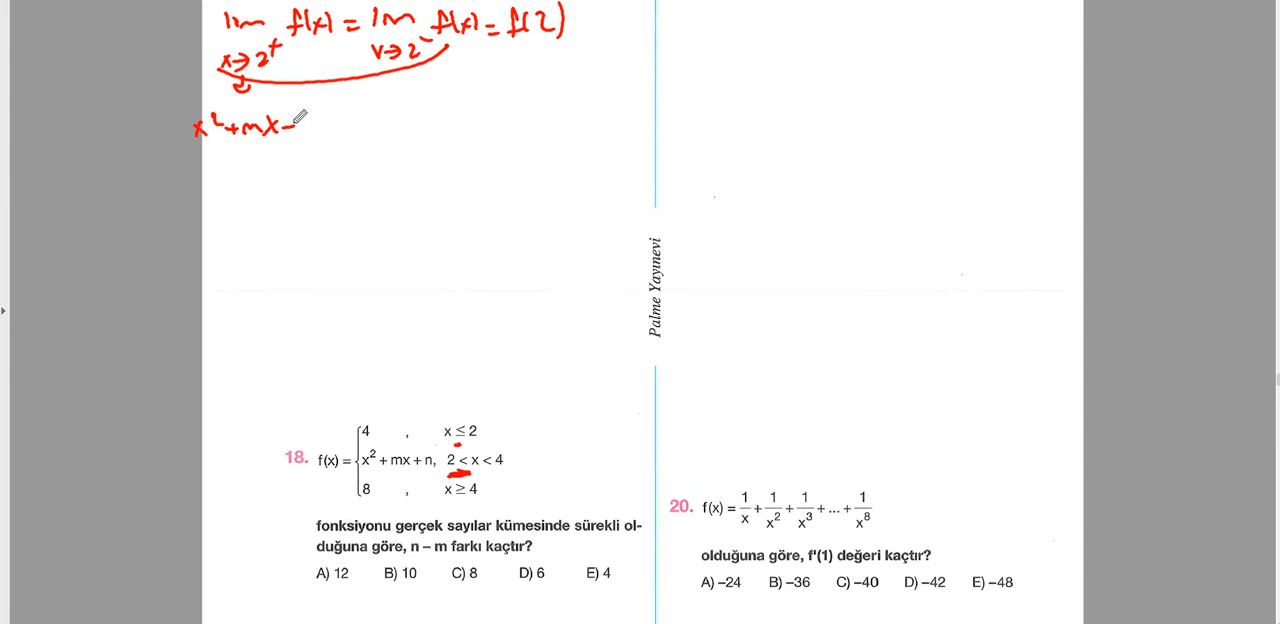 lim f(x) = lim f(x) = f(2)
x→2⁺ x→2⁻
x² + mx -
Palme Yayınevi
18. f(x) = { 4 , x ≤ 2
x² + mx + n, 2 < x < 4
8 , x ≥ 4
fonksiyonu gerçek sayılar kümesinde sürekli ol-
duğuna göre, n – m farkı kaçtır?
A) 12 B) 10 C) 8 D) 6 E) 4
20. f(x) = 1/x + 1/x² + 1/x³ + ... + 1/x⁸
olduğuna göre, f'(1) değeri kaçtır?
A) –24 B) –36 C) –40 D) –42 E) –48